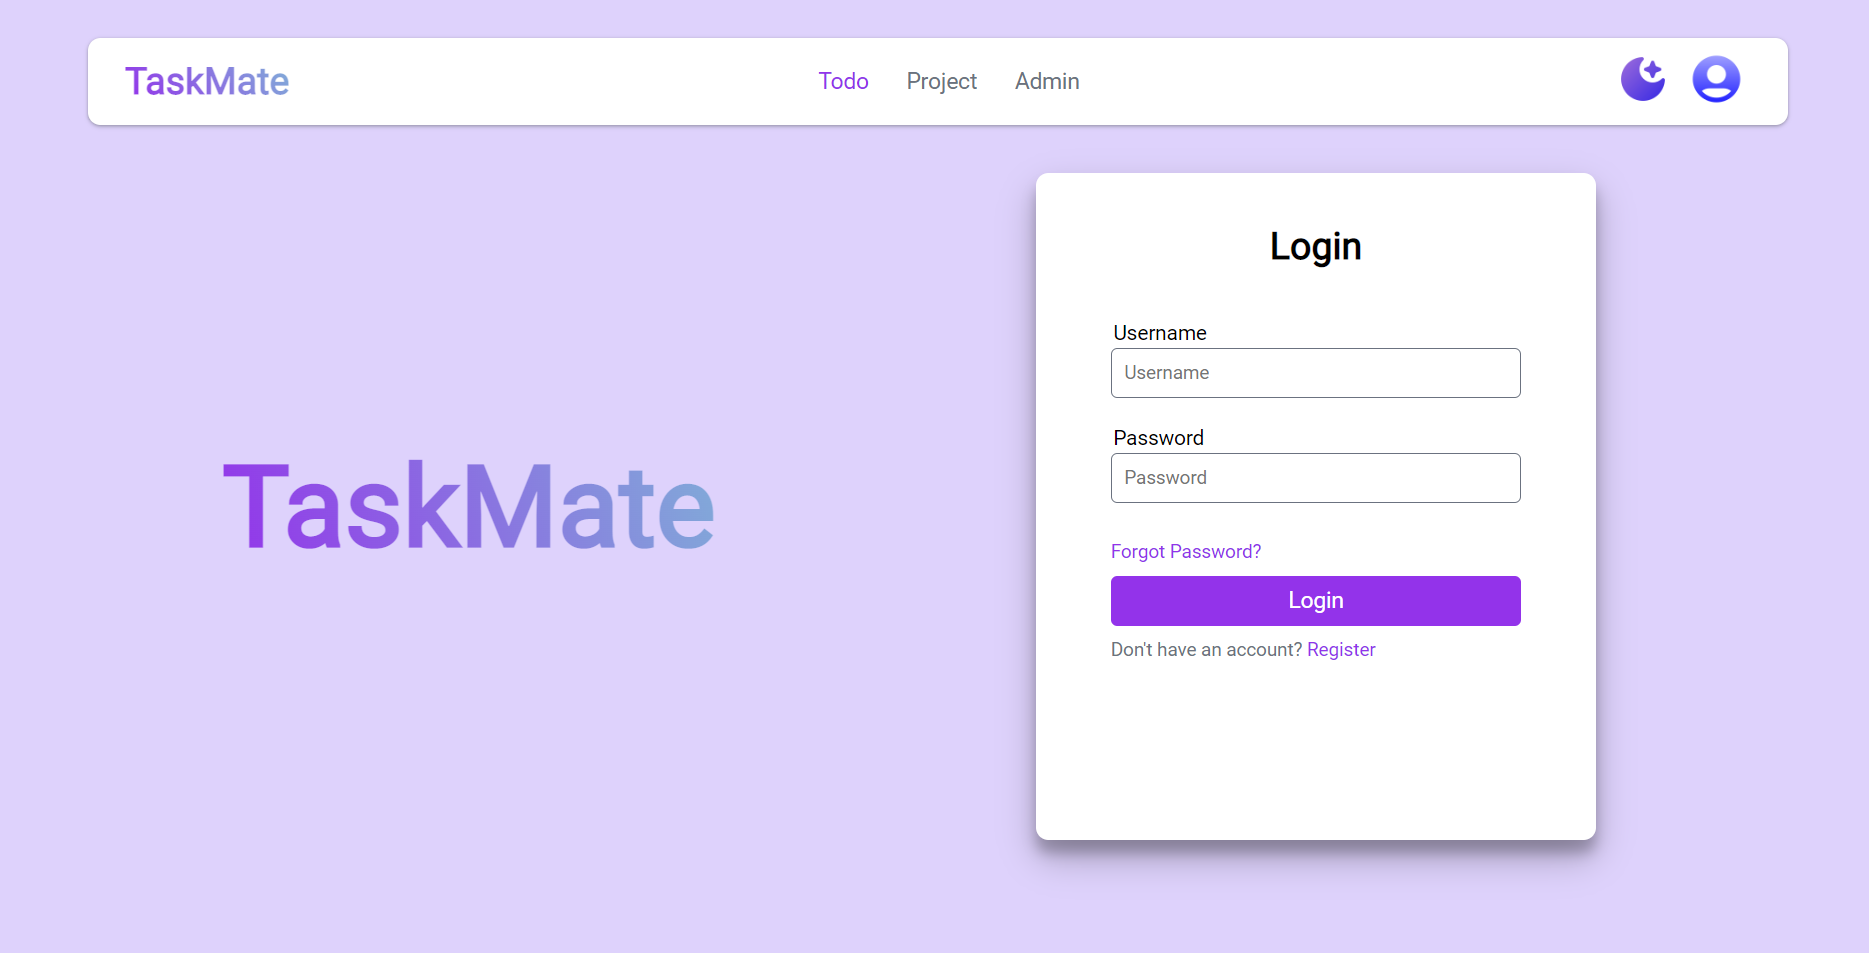 TaskMate
Todo Project Admin
TaskMate
Login
Username
Username
Password
Password
Forgot Password?
Login
Don't have an account? Register